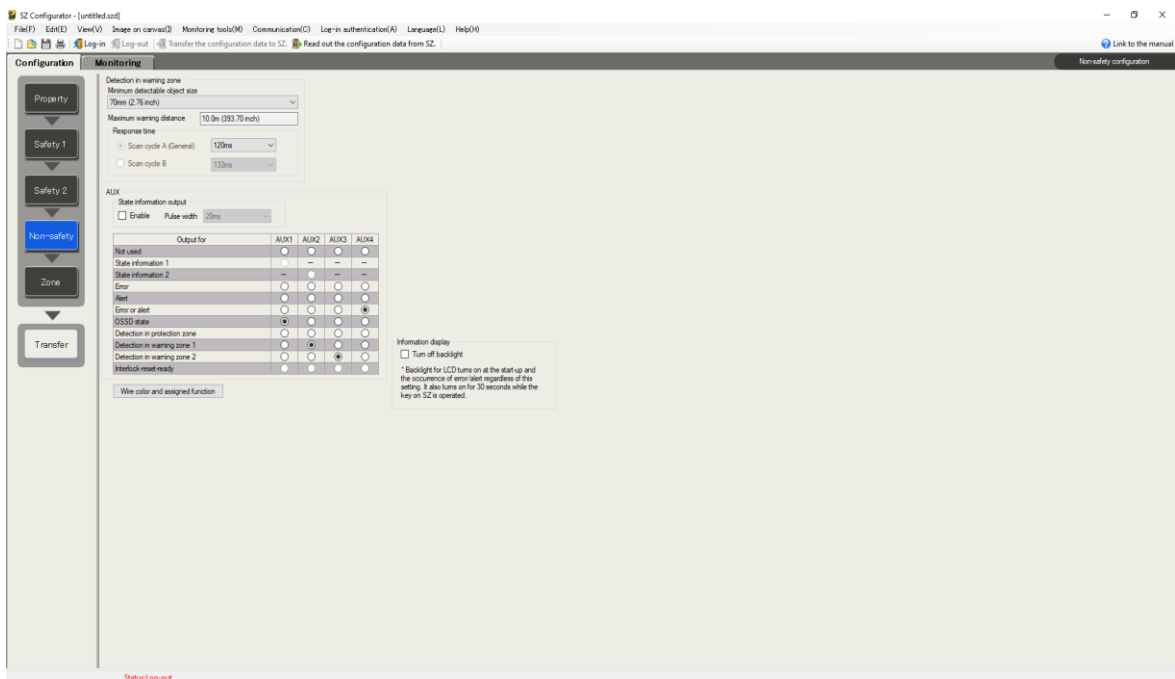 SZ Configurator - [untitled.szd]
File(F) Edit(E) View(V) Image on canvas(I) Monitoring tools(M) Communication(C) Log-in authentication(A) Language(L) Help(H)
Log-in Log-out Transfer the configuration data to SZ. Read out the configuration data from SZ. Link to the manual
Configuration Monitoring Non-safety configuration
Property
Safety 1
Safety 2
Non-safety
Zone
Transfer
Detection in warning zone
Minimum detectable object size
70mm (2.76 inch)
Maximum warning distance 10.0m (393.70 inch)
Response time
Scan cycle A (General) 120ms
Scan cycle B 132ms
AUX
State information output
Enable Pulse width 20ms
Output for AUX1 AUX2 AUX3 AUX4
Not used
State information 1 – – –
State information 2 – – –
Error
Alert
Error or alert
OSSD state
Detection in protection zone
Detection in warning zone 1
Detection in warning zone 2
Interlock-reset-ready
Wire color and assigned function
Information display
Turn off backlight
* Backlight for LCD turns on at the start-up and
the occurrence of error/alert regardless of this
setting. It also turns on for 30 seconds while the
key on SZ is operated.
Status:Log-out